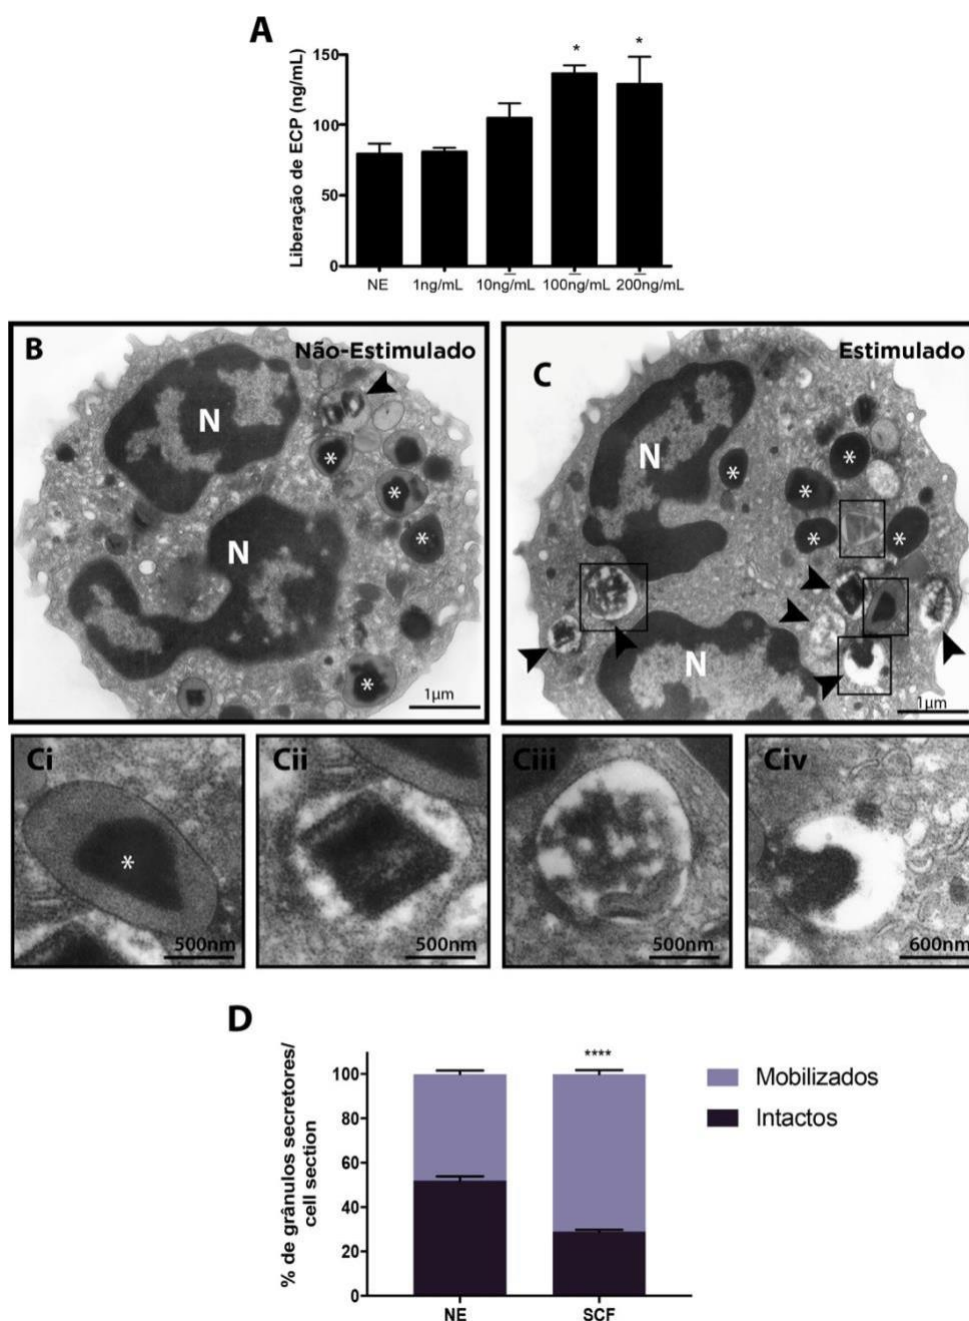 A
Liberação de ECP (ng/mL)
150
100
50
0
* *
NE 1ng/mL 10ng/mL 100ng/mL 200ng/mL
B
Não-Estimulado
N
N
*
*
*
*
1µm
C
Estimulado
N
N
*
*
*
*
*
1µm
Ci
*
500nm
Cii
500nm
Ciii
500nm
Civ
600nm
D
% de grânulos secretores/
cell section
100
80
60
40
20
0
****
NE SCF
Mobilizados
Intactos